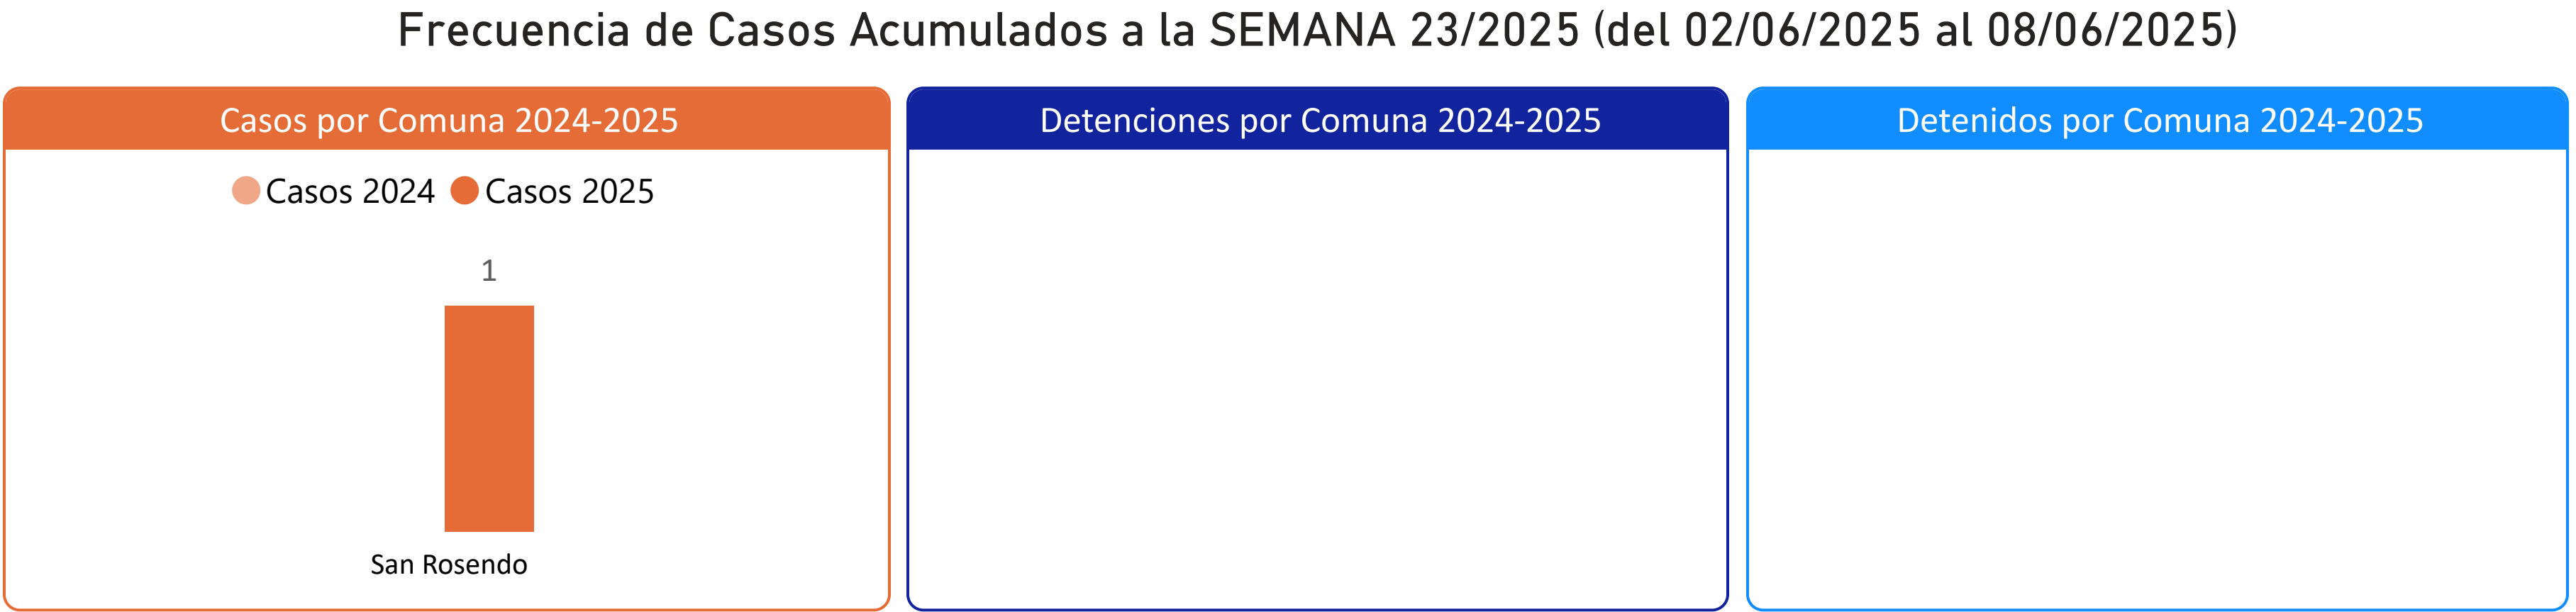 Frecuencia de Casos Acumulados a la SEMANA 23/2025 (del 02/06/2025 al 08/06/2025)
Casos por Comuna 2024-2025
Casos 2024 Casos 2025
1
San Rosendo
Detenciones por Comuna 2024-2025
Detenidos por Comuna 2024-2025